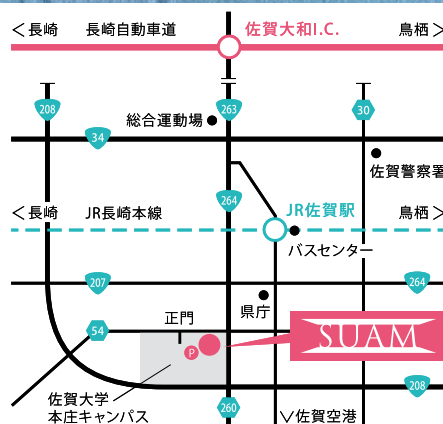 ＜長崎
長崎自動車道
佐賀大和I.C.
鳥栖＞
208
263
30
総合運動場
34
佐賀警察署
264
＜長崎
JR長崎本線
JR佐賀駅
鳥栖＞
バスセンター
207
264
県庁
正門
54
SUAM
P
208
佐賀大学
本庄キャンパス
260
∨佐賀空港